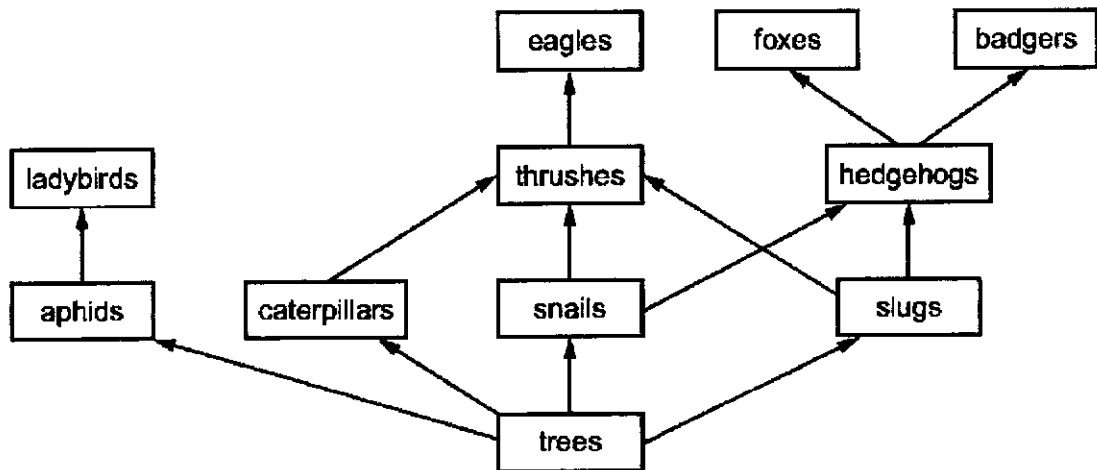 eagles
foxes
badgers
ladybirds
thrushes
hedgehogs
aphids
caterpillars
snails
slugs
trees